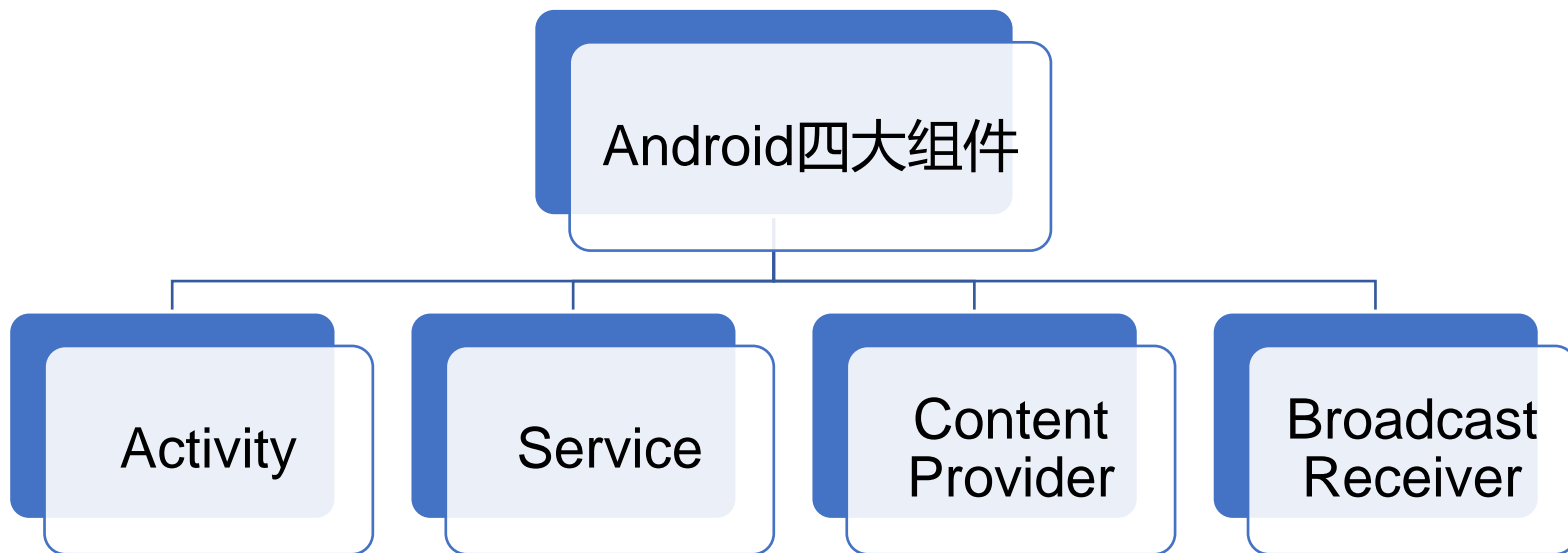 Android四大组件
Activity
Service
Content
Provider
Broadcast
Receiver